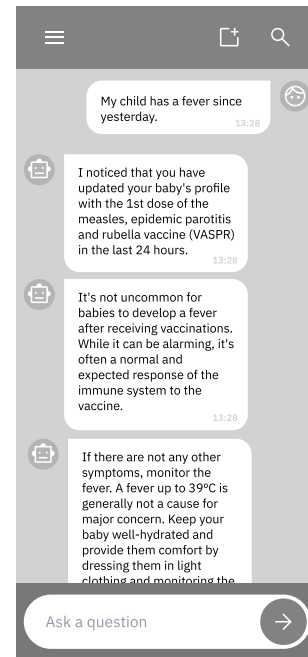 My child has a fever since
yesterday.
13:28
I noticed that you have
updated your baby's profile
with the 1st dose of the
measles, epidemic parotitis
and rubella vaccine (VASPR)
in the last 24 hours.
13:28
It's not uncommon for
babies to develop a fever
after receiving vaccinations.
While it can be alarming, it's
often a normal and
expected response of the
immune system to the
vaccine.
13:28
If there are not any other
symptoms, monitor the
fever. A fever up to 39ºC is
generally not a cause for
major concern. Keep your
baby well-hydrated and
provide them comfort by
dressing them in light
clothing and monitoring the
Ask a question